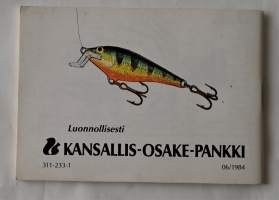 Luonnollisesti
KANSALLIS-OSAKE-PANKKI
311-233-1 06/1984